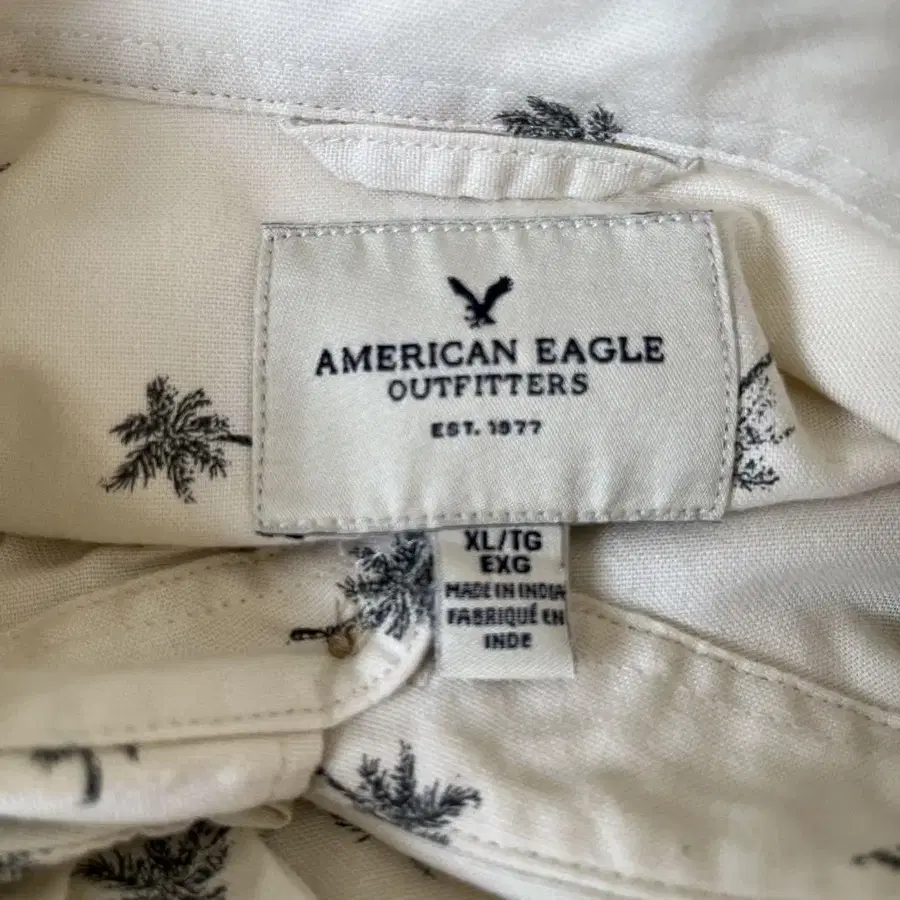 AMERICAN EAGLE
OUTFITTERS
EST. 1977
XL/TG
EXG
MADE IN INDIA
FABRIQUÉ EN
INDE